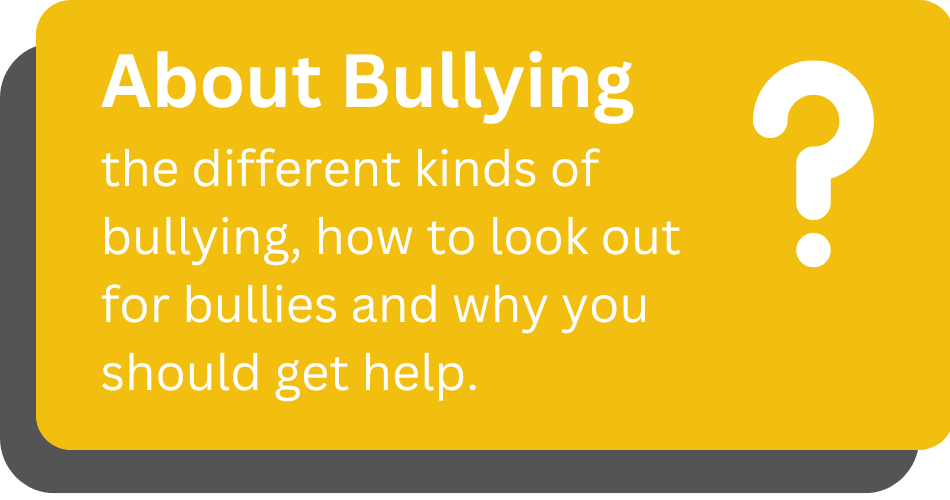 About Bullying
the different kinds of
bullying, how to look out
for bullies and why you
should get help.
?